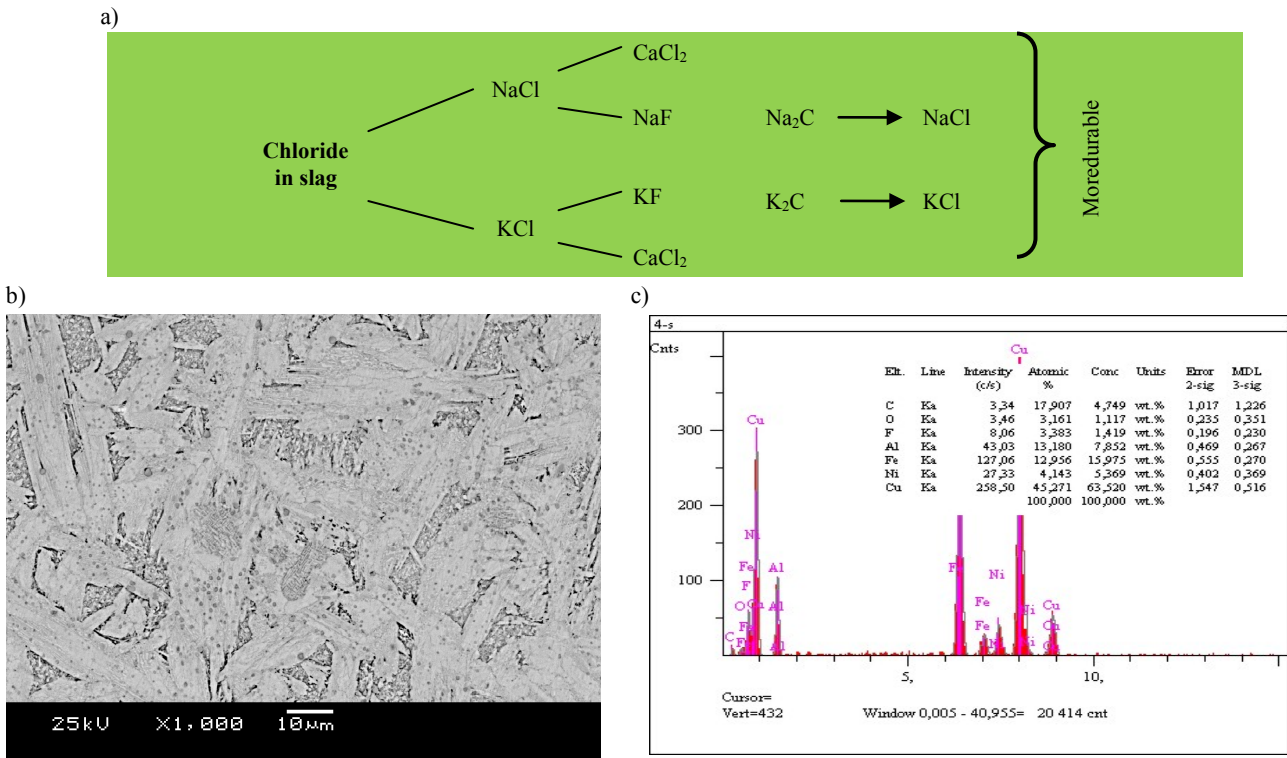 a)
CaCl₂
NaCl
NaF
Na₂C
NaCl
Chloride
in slag
Moredurable
KF
K₂C
KCl
KCl
CaCl₂
b)
25kV X1,000 10µm
c)
4-s
Cnts
Cu
Elt. Line Intensity Atomic Conc Units Error MDL
(c/s) % 2-sig 3-sig
C Ka 3,34 17,907 4,749 wt.% 1,017 1,226
O Ka 3,46 3,161 1,117 wt.% 0,235 0,351
F Ka 8,06 3,383 1,419 wt.% 0,196 0,230
Al Ka 43,03 13,180 7,852 wt.% 0,469 0,267
Fe Ka 127,06 12,956 15,975 wt.% 0,555 0,270
Ni Ka 27,33 4,143 5,369 wt.% 0,402 0,369
Cu Ka 258,50 45,271 63,520 wt.% 1,547 0,516
100,000 100,000 wt.%
Cu
300
200
100
Ni
Fe
F
O
C
Al
Al
Al
Ni
Fe
Fe
Cu
Cu
5, 10,
Cursor=
Vert=432 Window 0,005 - 40,955= 20 414 cnt